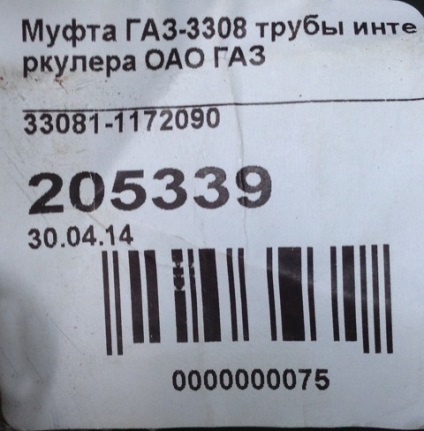 Муфта ГАЗ-3308 трубы инте
ркулера ОАО ГАЗ
33081-1172090
205339
30.04.14
0000000075